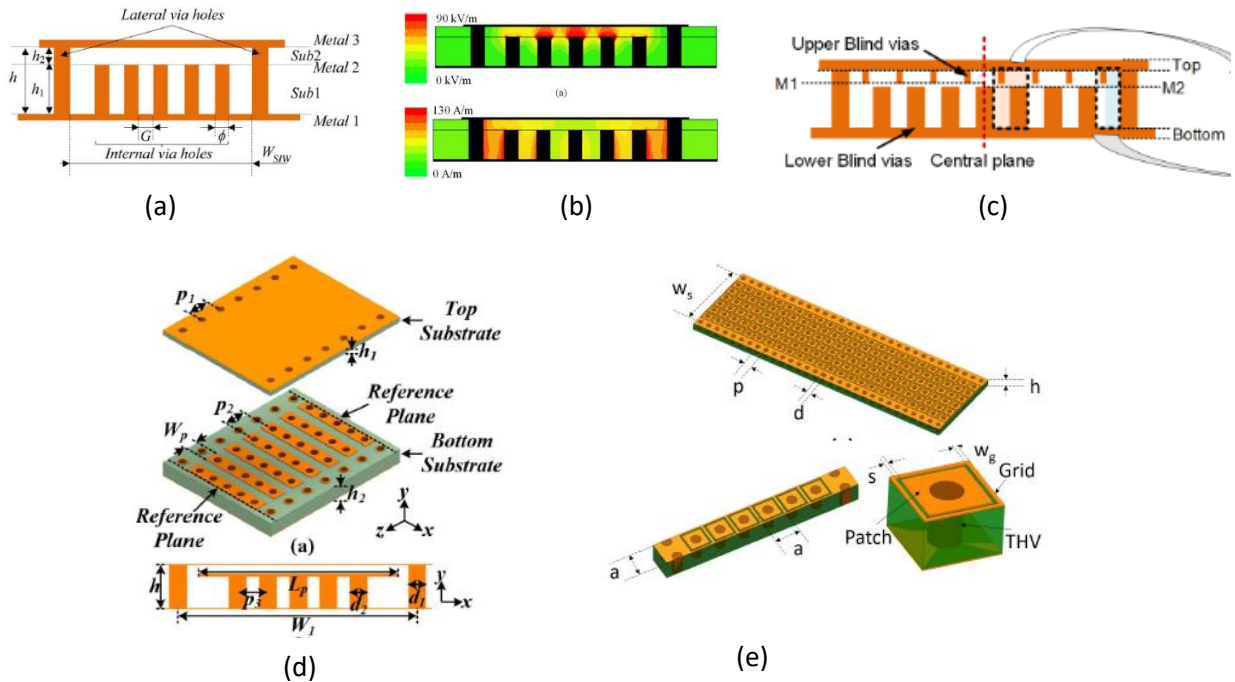 Lateral via holes
Metal 3
Sub2
Metal 2
h
h2
h1
Sub1
Metal 1
G
ϕ
Internal via holes
WSIW
(a)
90 kV/m
0 kV/m
(a)
130 A/m
0 A/m
(b)
Upper Blind vias
Top
M1
M2
Bottom
Lower Blind vias
Central plane
(c)
p1
Top
Substrate
h1
Reference
Plane
p2
Wp
Bottom
Substrate
h2
Reference
Plane
y
z
x
(a)
h
Lp
p3
d2
d1
y
x
W1
(d)
ws
p
d
h
a
a
s
wg
Grid
Patch
THV
(e)